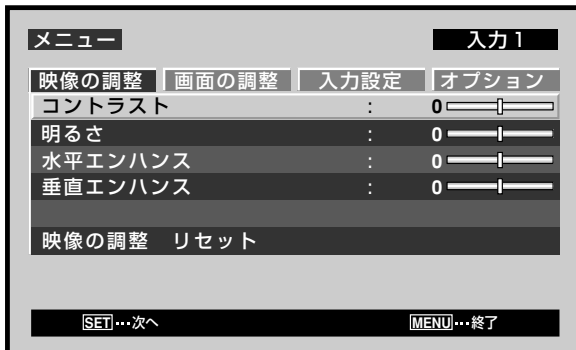 メニュー 入力1
映像の調整 画面の調整 入力設定 オプション
コントラスト : 0
明るさ : 0
水平エンハンス : 0
垂直エンハンス : 0
映像の調整 リセット
SET…次へ MENU…終了